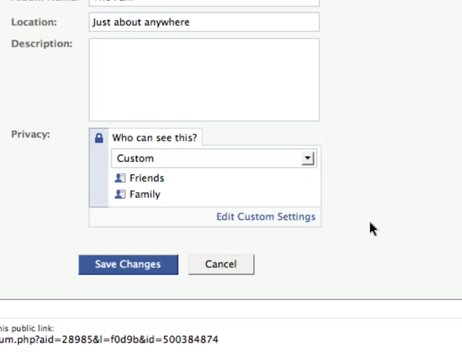 Location: Just about anywhere
Description:
Privacy:
Who can see this?
Custom
Friends
Family
Edit Custom Settings
Save Changes Cancel
his public link:
um.php?aid=28985&l=f0d9b&id=500384874